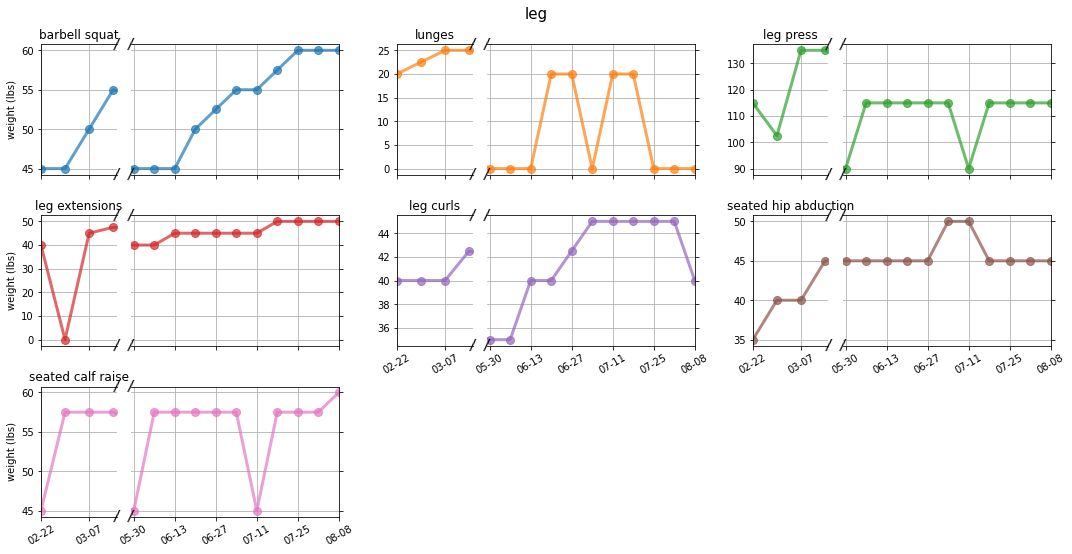 leg
barbell squat
lunges
leg press
weight (lbs)
60
55
50
45
25
20
15
10
5
0
130
120
110
100
90
leg extensions
leg curls
seated hip abduction
weight (lbs)
50
40
30
20
10
0
44
42
40
38
36
50
45
40
35
02-22 03-07 05-30 06-13 06-27 07-11 07-25 08-08
02-22 03-07 05-30 06-13 06-27 07-11 07-25 08-08
seated calf raise
weight (lbs)
60
55
50
45
02-22 03-07 05-30 06-13 06-27 07-11 07-25 08-08